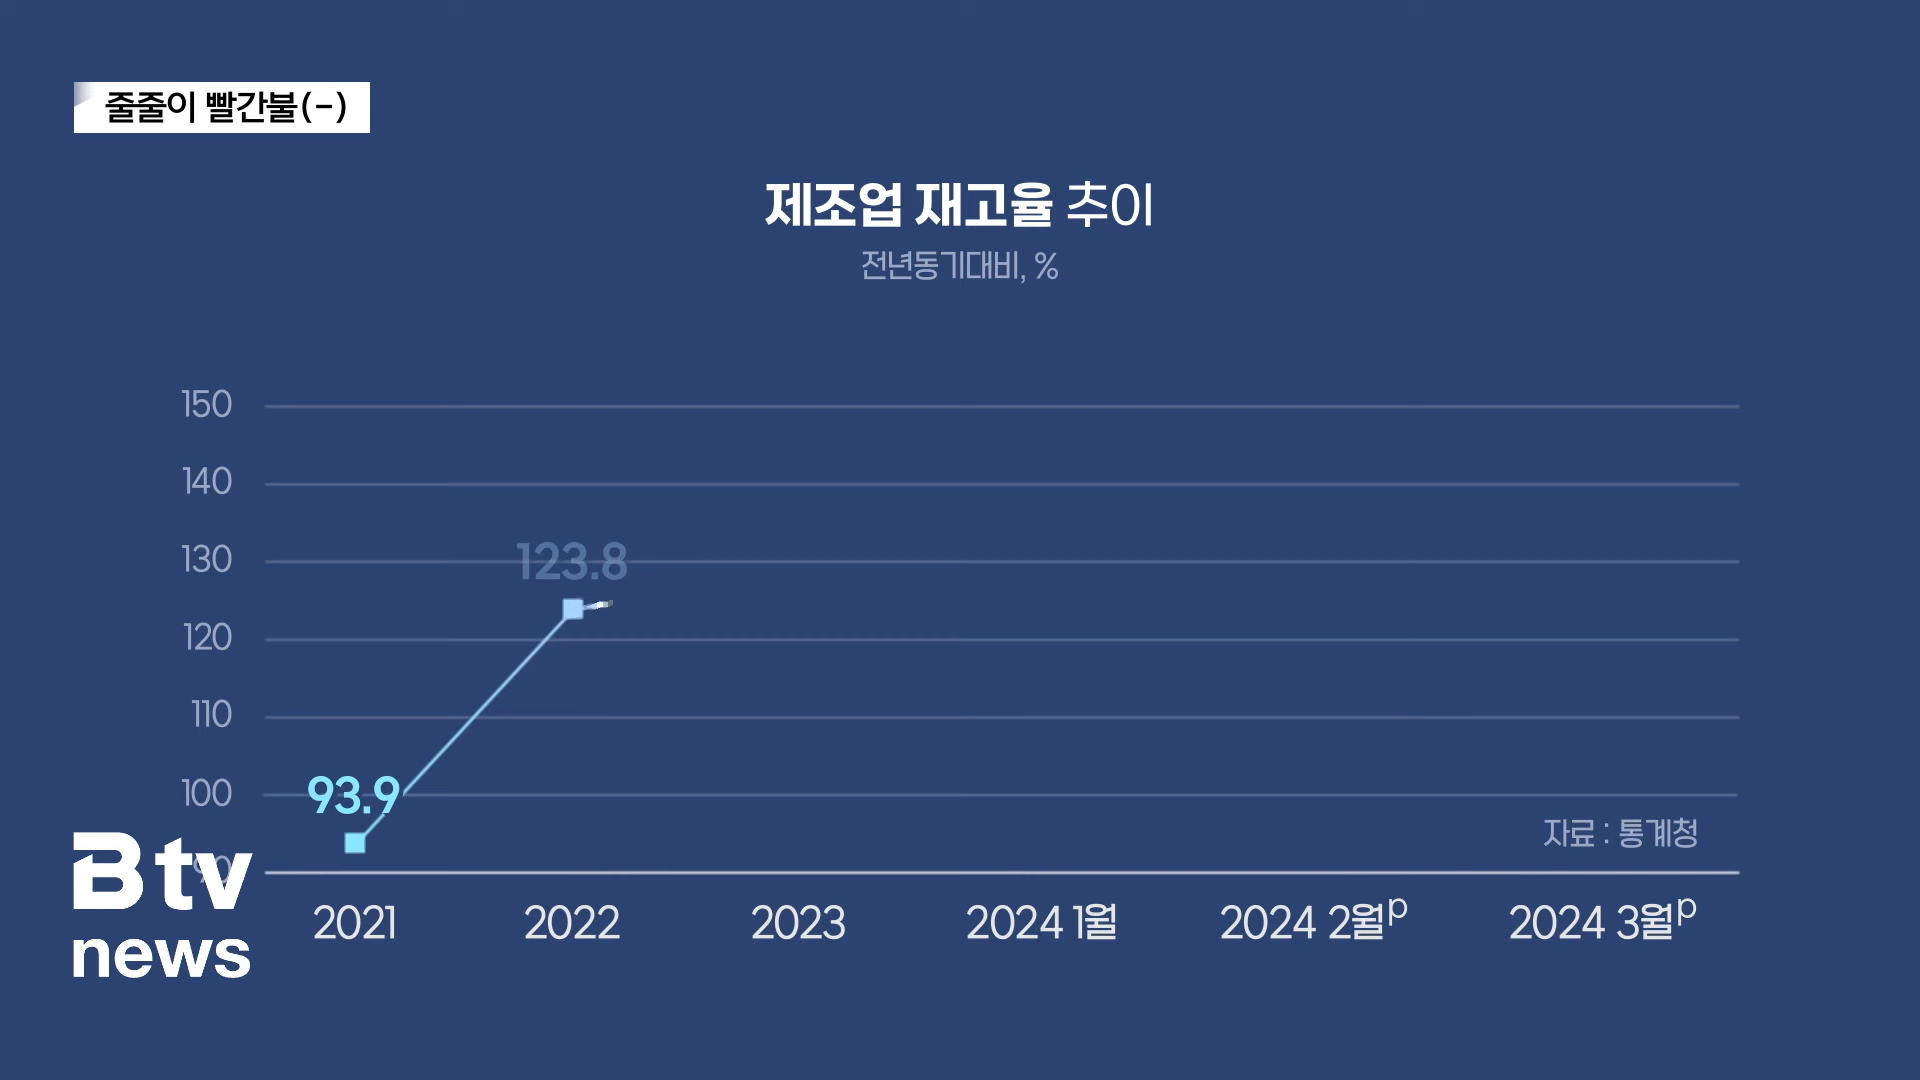 줄줄이 빨간불(-)
제조업 재고율 추이
전년동기대비, %
150
140
130
123.8
120
110
100
93.9
자료 : 통계청
90
B tv
news
2021 2022 2023 2024 1월 2024 2월ᵖ 2024 3월ᵖ